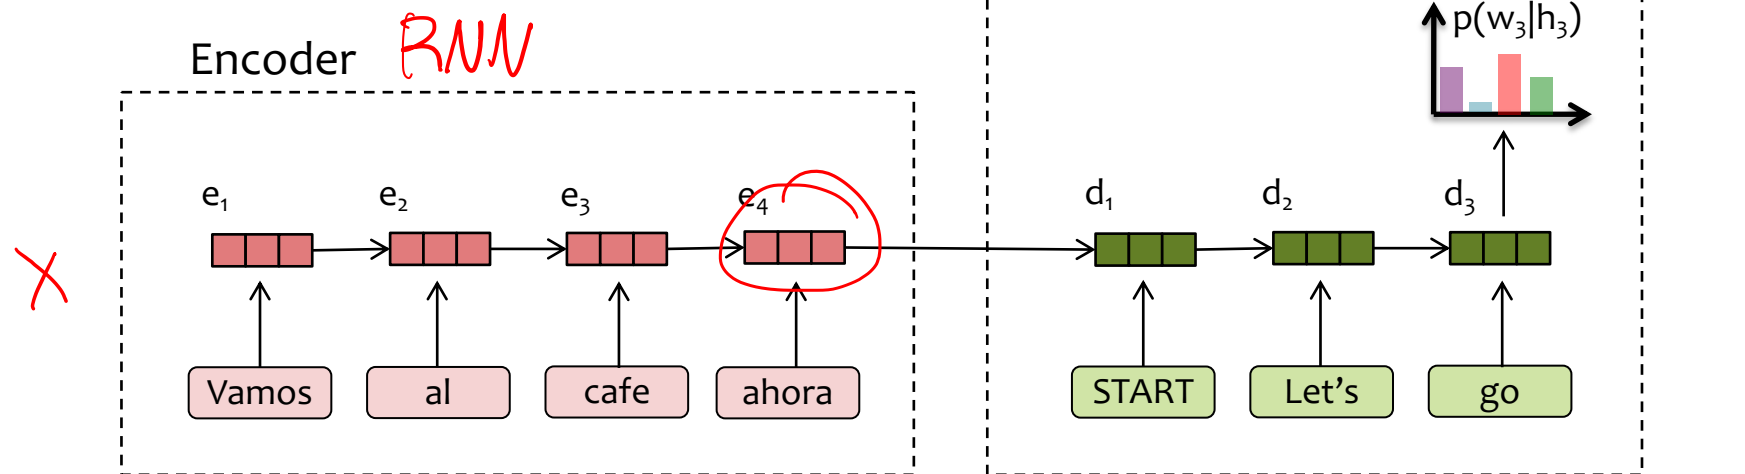 p(w₃|h₃)
Encoder RNN
e₁ e₂ e₃ e₄ d₁ d₂ d₃
X
Vamos al cafe ahora START Let's go